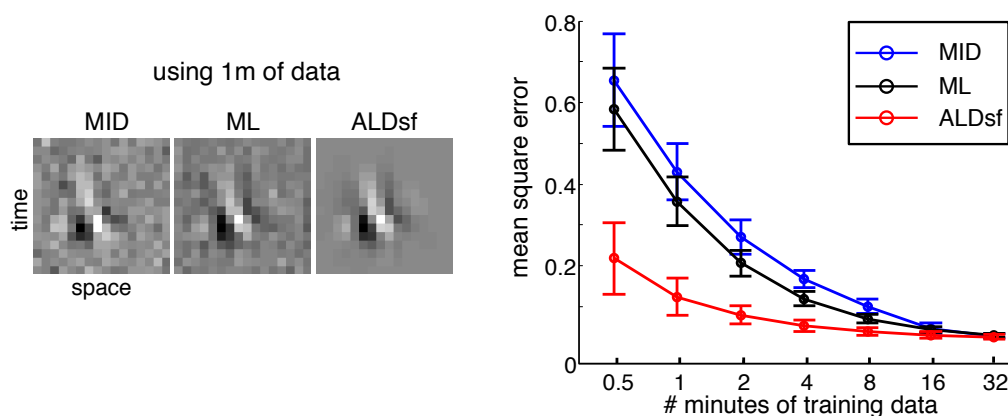 using 1m of data
MID ML ALDsf
time
space
mean square error
0.8
0.6
0.4
0.2
0
0.5 1 2 4 8 16 32
# minutes of training data
MID
ML
ALDsf